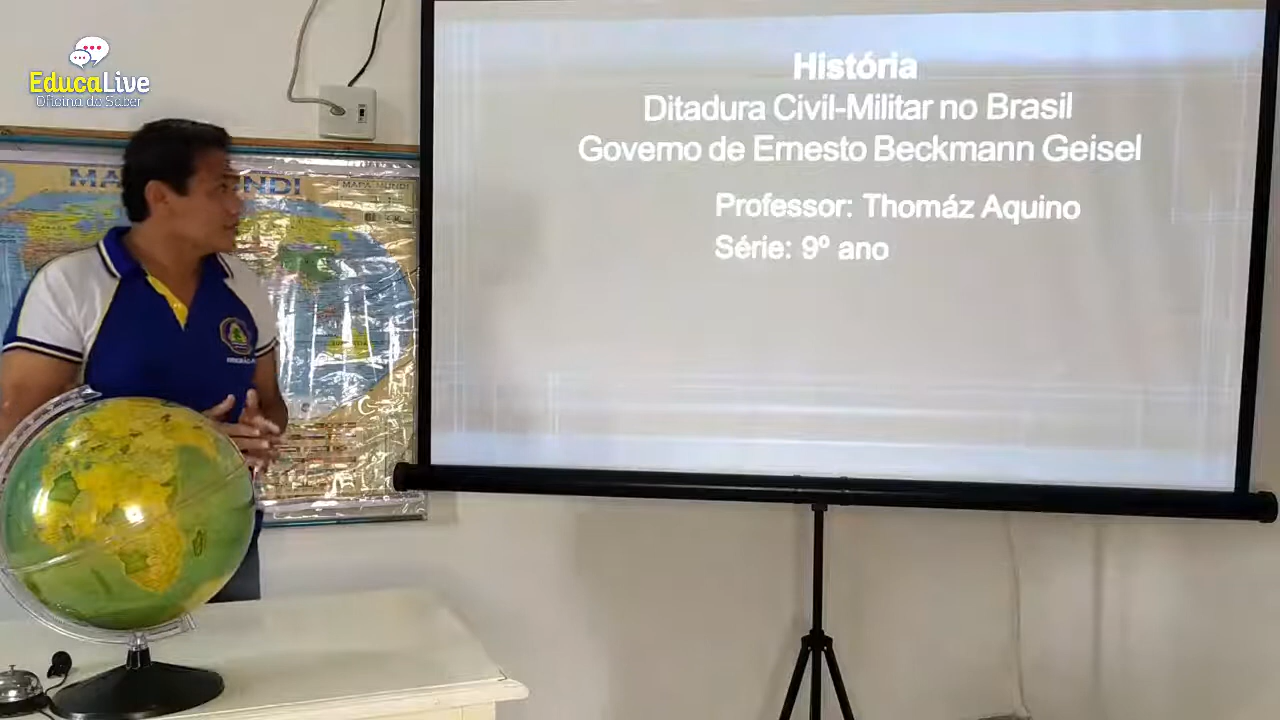 EducaLive
Oficina do Saber
MAPA MUNDI
História
Ditadura Civil-Militar no Brasil
Governo de Ernesto Beckmann Geisel
Professor: Thomáz Aquino
Série: 9º ano